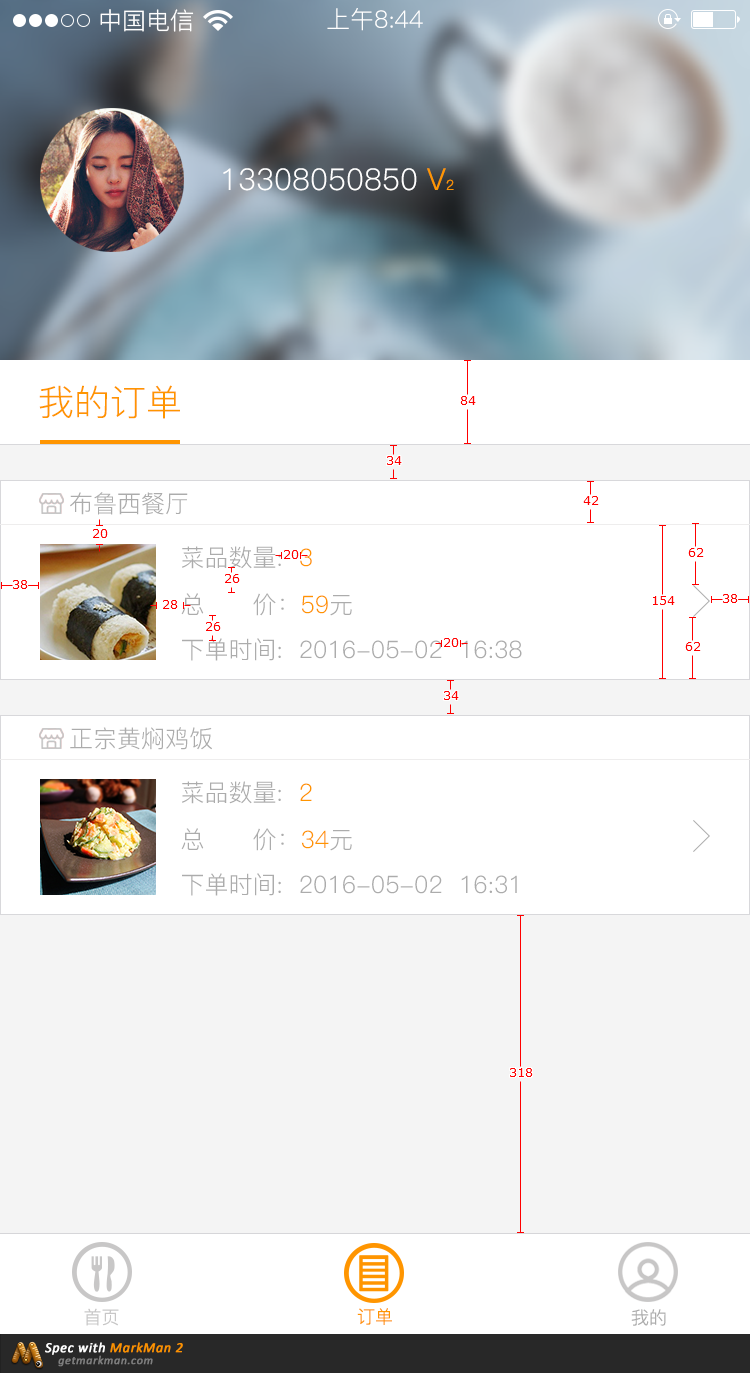 中国电信 上午8:44
13308050850 V2
我的订单
84
34
布鲁西餐厅
42
20
菜品数量: 3
20
62
26
38
28
总 价: 59元
154
38
26
下单时间: 2016-05-02 16:38
20
62
34
正宗黄焖鸡饭
菜品数量: 2
总 价: 34元
下单时间: 2016-05-02 16:31
318
首页 订单 我的
Spec with MarkMan 2
getmarkman.com